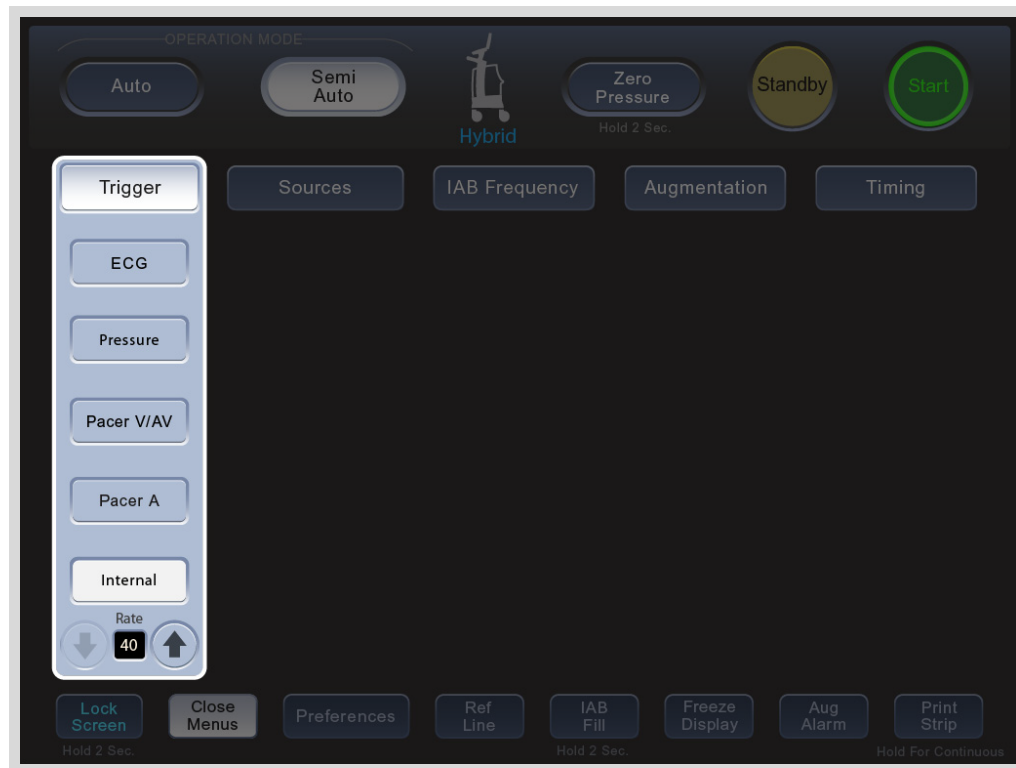 OPERATION MODE
Auto
Semi
Auto
Hybrid
Zero
Pressure
Hold 2 Sec.
Standby
Start
Trigger
Sources
IAB Frequency
Augmentation
Timing
ECG
Pressure
Pacer V/AV
Pacer A
Internal
Rate
40
Lock
Screen
Hold 2 Sec.
Close
Menus
Preferences
Ref
Line
IAB
Fill
Hold 2 Sec.
Freeze
Display
Aug
Alarm
Print
Strip
Hold For Continuous